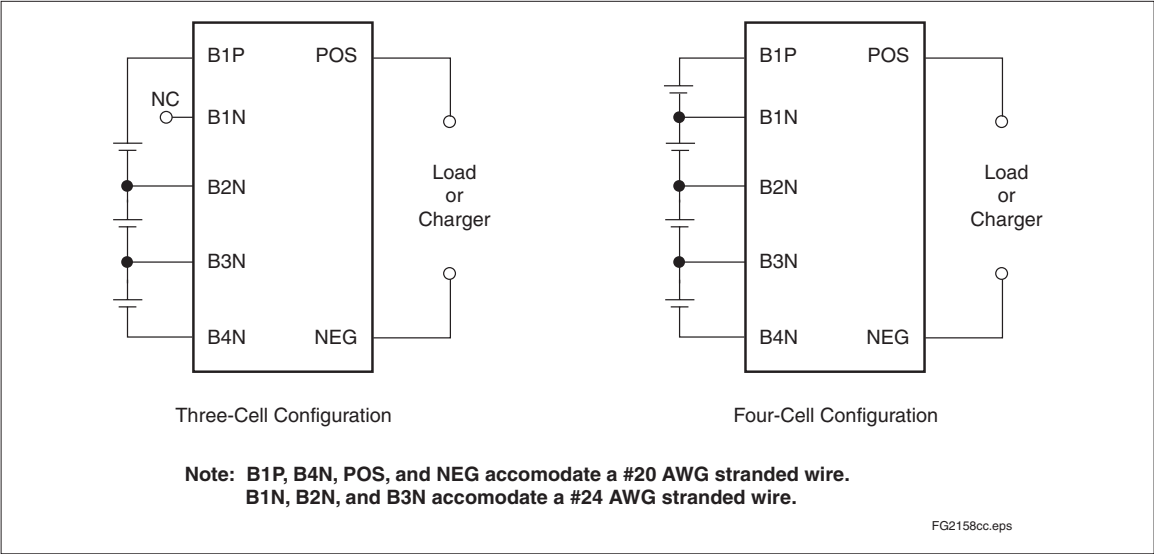 B1P POS
NC
B1N
B2N
Load
or
Charger
B3N
B4N NEG
Three-Cell Configuration
B1P POS
B1N
B2N
Load
or
Charger
B3N
B4N NEG
Four-Cell Configuration
Note: B1P, B4N, POS, and NEG accomodate a #20 AWG stranded wire.
B1N, B2N, and B3N accomodate a #24 AWG stranded wire.
FG2158cc.eps